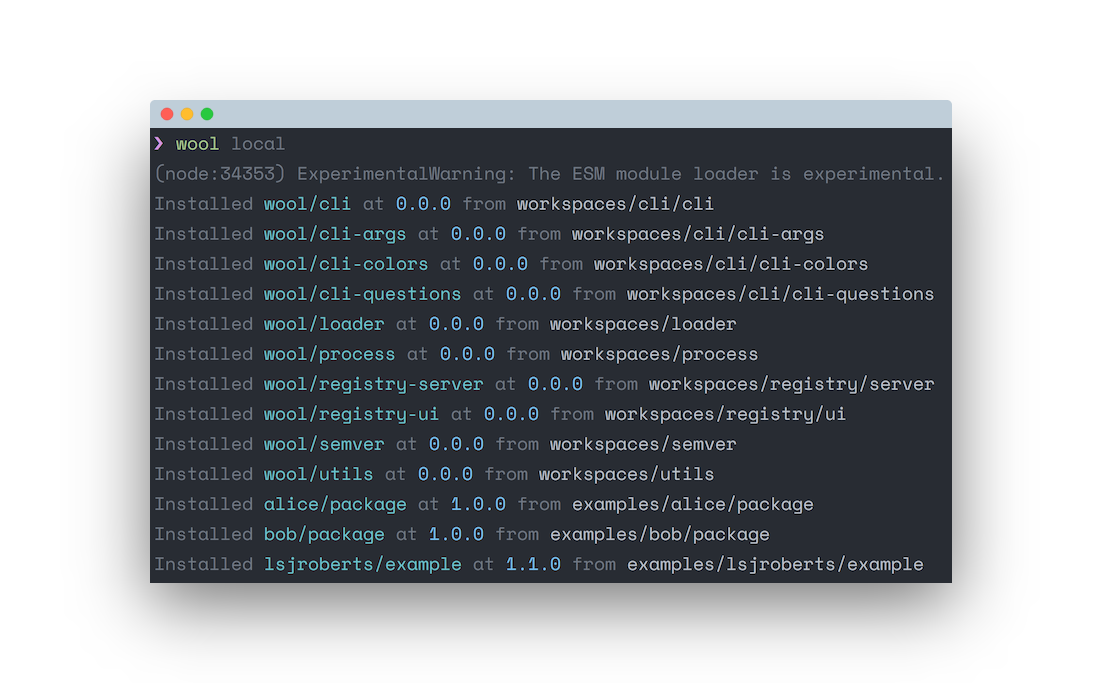 ❯ wool local
(node:34353) ExperimentalWarning: The ESM module loader is experimental.
Installed wool/cli at 0.0.0 from workspaces/cli/cli
Installed wool/cli-args at 0.0.0 from workspaces/cli/cli-args
Installed wool/cli-colors at 0.0.0 from workspaces/cli/cli-colors
Installed wool/cli-questions at 0.0.0 from workspaces/cli/cli-questions
Installed wool/loader at 0.0.0 from workspaces/loader
Installed wool/process at 0.0.0 from workspaces/process
Installed wool/registry-server at 0.0.0 from workspaces/registry/server
Installed wool/registry-ui at 0.0.0 from workspaces/registry/ui
Installed wool/semver at 0.0.0 from workspaces/semver
Installed wool/utils at 0.0.0 from workspaces/utils
Installed alice/package at 1.0.0 from examples/alice/package
Installed bob/package at 1.0.0 from examples/bob/package
Installed lsjroberts/example at 1.1.0 from examples/lsjroberts/example